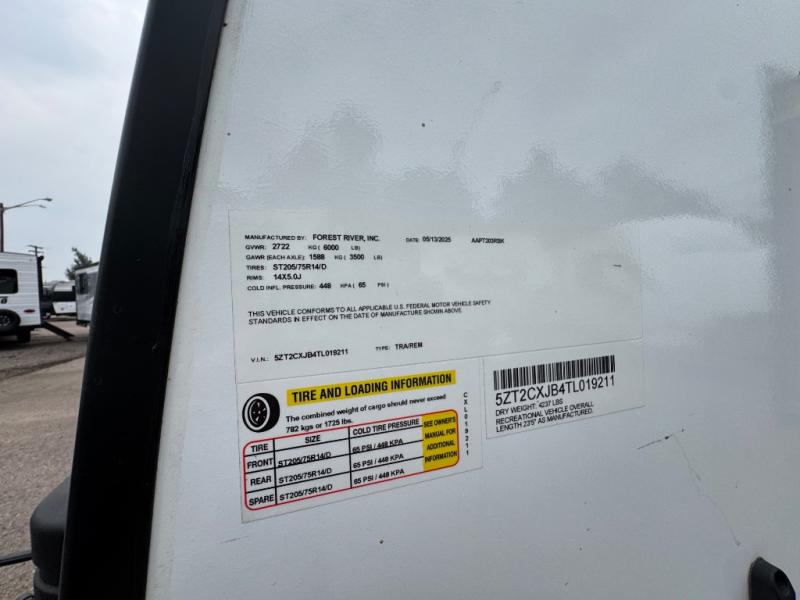 MANUFACTURED BY: FOREST RIVER, INC. DATE: 05/13/2025 AAPT203RBK
GVWR: 2722 KG ( 6000 LB)
GAWR (EACH AXLE): 1588 KG ( 3500 LB)
TIRES: ST205/75R14/D
RIMS: 14X5.0J
COLD INFL. PRESSURE: 448 KPA ( 65 PSI )
THIS VEHICLE CONFORMS TO ALL APPLICABLE U.S. FEDERAL MOTOR VEHICLE SAFETY
STANDARDS IN EFFECT ON THE DATE OF MANUFACTURE SHOWN ABOVE.
V.I.N.: 5ZT2CXJB4TL019211 TYPE: TRA/REM
TIRE AND LOADING INFORMATION
The combined weight of cargo should never exceed
782 kgs or 1725 lbs.
TIRE SIZE COLD TIRE PRESSURE
FRONT ST205/75R14/D 65 PSI / 448 KPA
REAR ST205/75R14/D 65 PSI / 448 KPA
SPARE ST205/75R14/D 65 PSI / 448 KPA
SEE OWNER'S
MANUAL FOR
ADDITIONAL
INFORMATION
CXL019211
5ZT2CXJB4TL019211
DRY WEIGHT: 4237 LBS
RECREATIONAL VEHICLE OVERALL
LENGTH 23'5" AS MANUFACTURED.